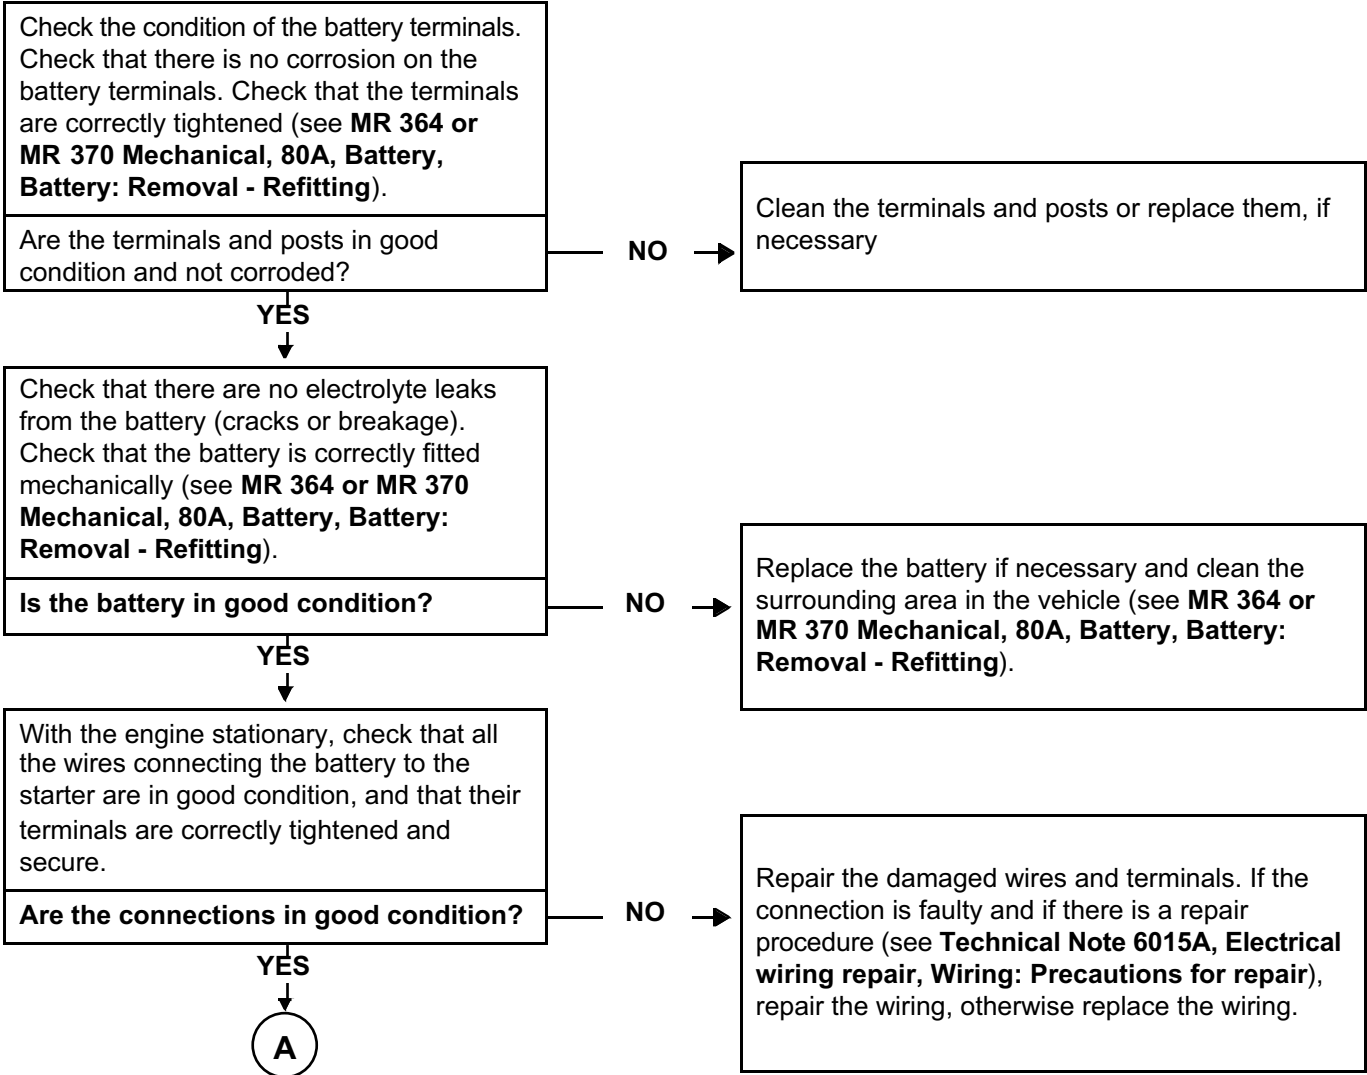 Check the condition of the battery terminals.
Check that there is no corrosion on the
battery terminals. Check that the terminals
are correctly tightened (see MR 364 or
MR 370 Mechanical, 80A, Battery,
Battery: Removal - Refitting).
Are the terminals and posts in good
condition and not corroded?
NO
Clean the terminals and posts or replace them, if
necessary
YES
Check that there are no electrolyte leaks
from the battery (cracks or breakage).
Check that the battery is correctly fitted
mechanically (see MR 364 or MR 370
Mechanical, 80A, Battery, Battery:
Removal - Refitting).
Is the battery in good condition?
NO
Replace the battery if necessary and clean the
surrounding area in the vehicle (see MR 364 or
MR 370 Mechanical, 80A, Battery, Battery:
Removal - Refitting).
YES
With the engine stationary, check that all
the wires connecting the battery to the
starter are in good condition, and that their
terminals are correctly tightened and
secure.
Are the connections in good condition?
NO
Repair the damaged wires and terminals. If the
connection is faulty and if there is a repair
procedure (see Technical Note 6015A, Electrical
wiring repair, Wiring: Precautions for repair),
repair the wiring, otherwise replace the wiring.
YES
A